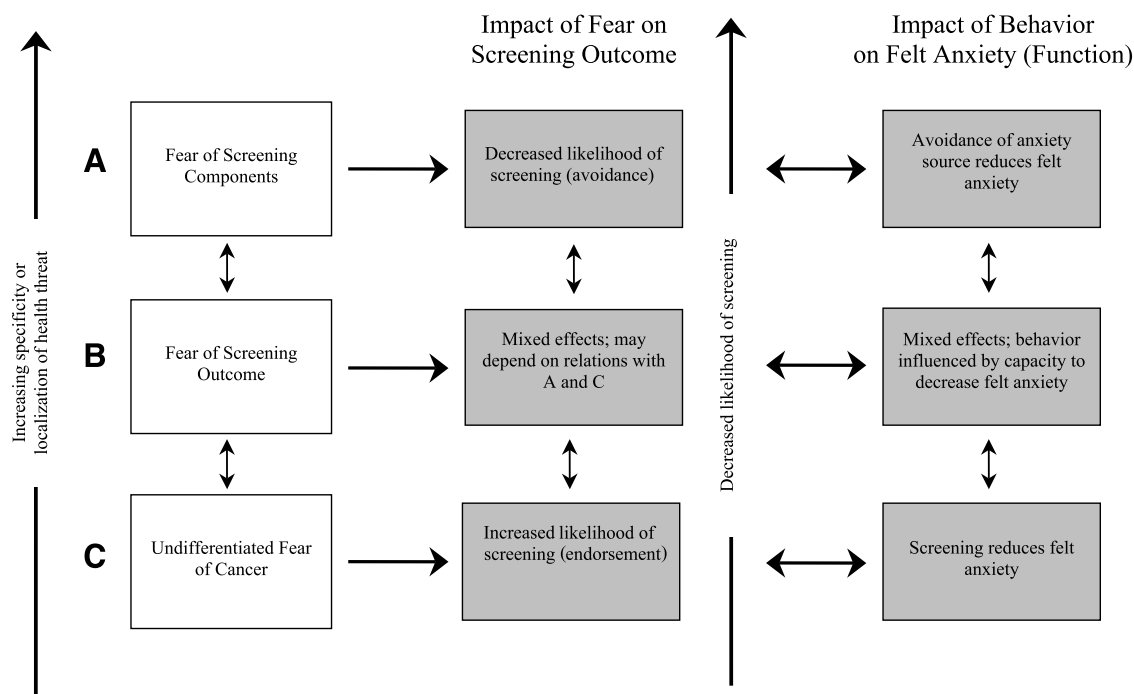 Impact of Fear on
Screening Outcome
Impact of Behavior
on Felt Anxiety (Function)
Increasing specificity or
localization of health threat
A
Fear of Screening
Components
Decreased likelihood of
screening (avoidance)
Avoidance of anxiety
source reduces felt
anxiety
Decreased likelihood of screening
B
Fear of Screening
Outcome
Mixed effects; may
depend on relations with
A and C
Mixed effects; behavior
influenced by capacity to
decrease felt anxiety
C
Undifferentiated Fear
of Cancer
Increased likelihood of
screening (endorsement)
Screening reduces felt
anxiety